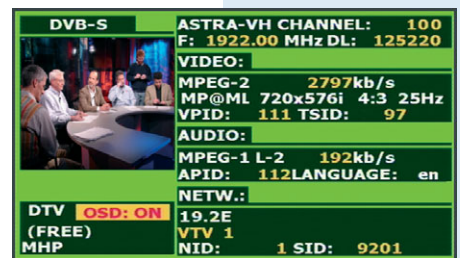 DVB-S
ASTRA-VH CHANNEL: 100
F: 1922.00 MHz DL: 125220
VIDEO:
MPEG-2 2797kb/s
MP@ML 720x576i 4:3 25Hz
VPID: 111 TSID: 97
AUDIO:
MPEG-1 L-2 192kb/s
APID: 112LANGUAGE: en
NETW.:
19.2E
VTV 1
NID: 1 SID: 9201
DTV OSD: ON
(FREE)
MHP